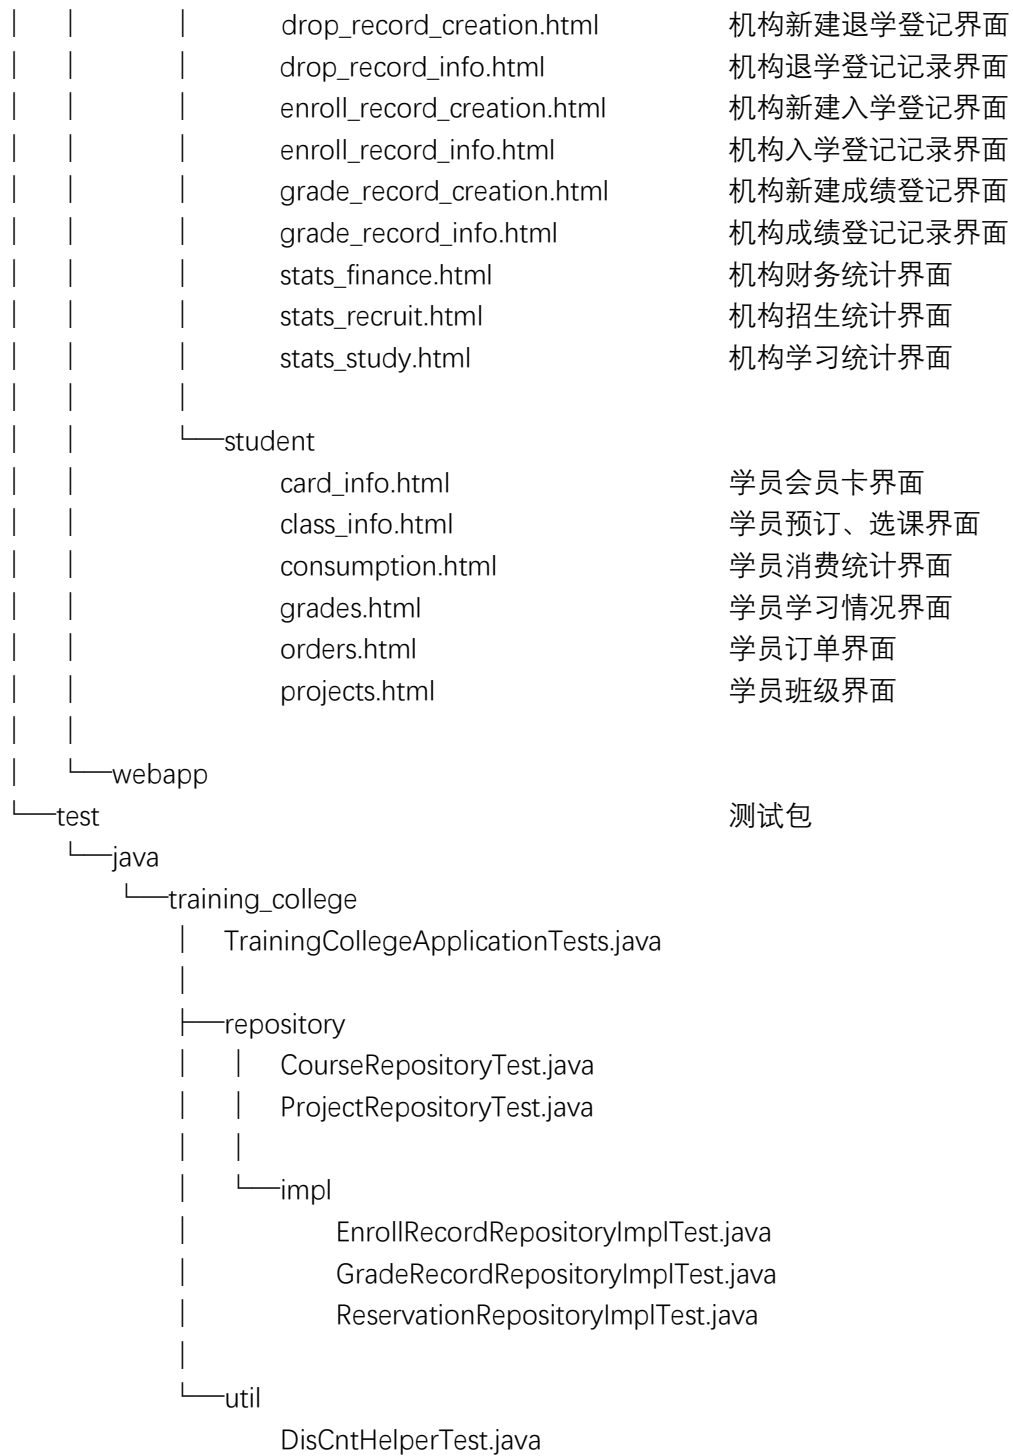 │ │ │ drop_record_creation.html 机构新建退学登记界面
│ │ │ drop_record_info.html 机构退学登记记录界面
│ │ │ enroll_record_creation.html 机构新建入学登记界面
│ │ │ enroll_record_info.html 机构入学登记记录界面
│ │ │ grade_record_creation.html 机构新建成绩登记界面
│ │ │ grade_record_info.html 机构成绩登记记录界面
│ │ │ stats_finance.html 机构财务统计界面
│ │ │ stats_recruit.html 机构招生统计界面
│ │ │ stats_study.html 机构学习统计界面
│ │ │
│ │ └──student
│ │ card_info.html 学员会员卡界面
│ │ class_info.html 学员预订、选课界面
│ │ consumption.html 学员消费统计界面
│ │ grades.html 学员学习情况界面
│ │ orders.html 学员订单界面
│ │ projects.html 学员班级界面
│ │
│ └──webapp
└──test 测试包
└──java
└──training_college
│ TrainingCollegeApplicationTests.java
│
├──repository
│ │ CourseRepositoryTest.java
│ │ ProjectRepositoryTest.java
│ │
│ └──impl
│ EnrollRecordRepositoryImplTest.java
│ GradeRecordRepositoryImplTest.java
│ ReservationRepositoryImplTest.java
│
└──util
DisCntHelperTest.java